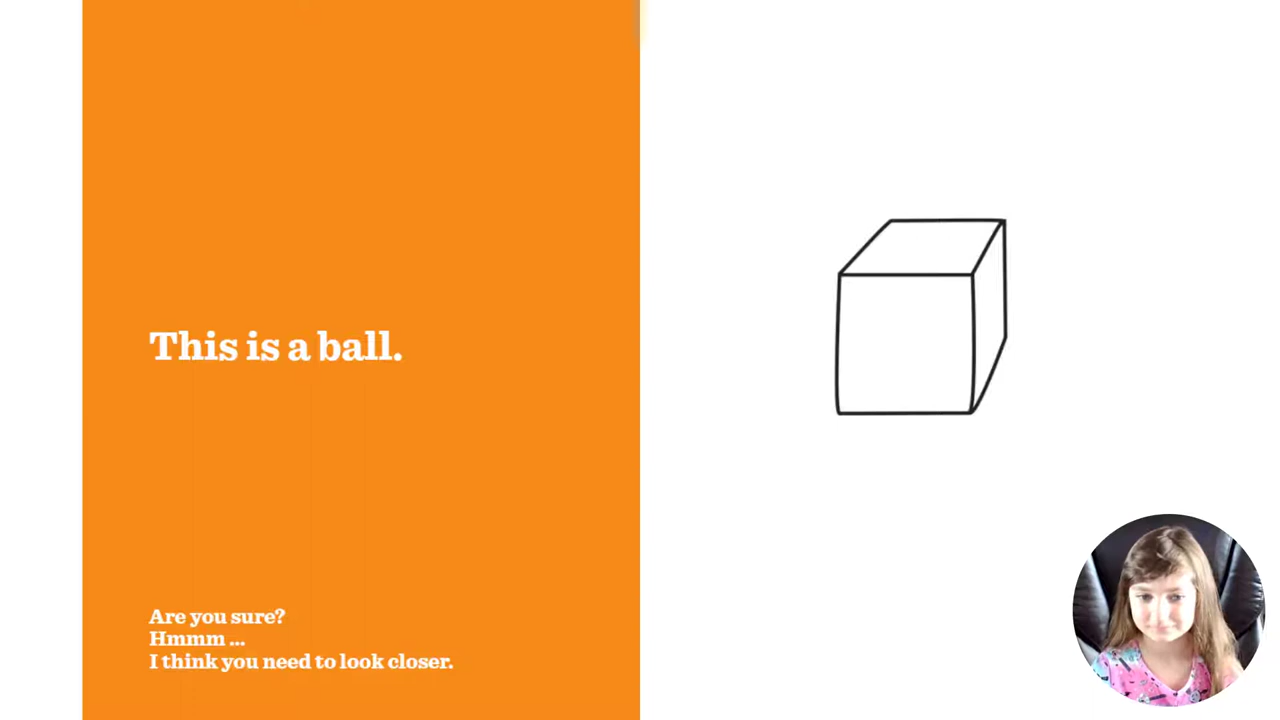 This is a ball.
Are you sure?
Hmmm ...
I think you need to look closer.